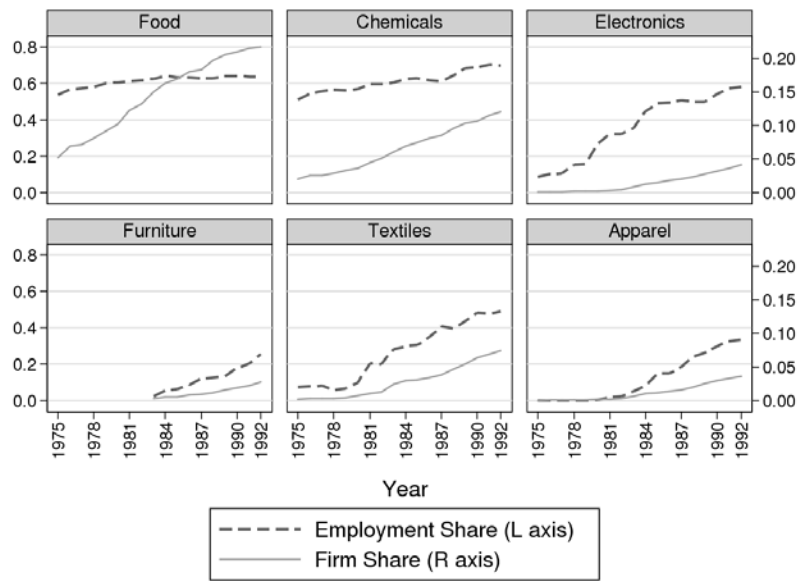 Food
Chemicals
Electronics
0.8
0.6
0.4
0.2
0.0
0.20
0.15
0.10
0.05
0.00
Furniture
Textiles
Apparel
0.8
0.6
0.4
0.2
0.0
0.20
0.15
0.10
0.05
0.00
1975 1978 1981 1984 1987 1990 1992
1975 1978 1981 1984 1987 1990 1992
1975 1978 1981 1984 1987 1990 1992
Year
Employment Share (L axis)
Firm Share (R axis)